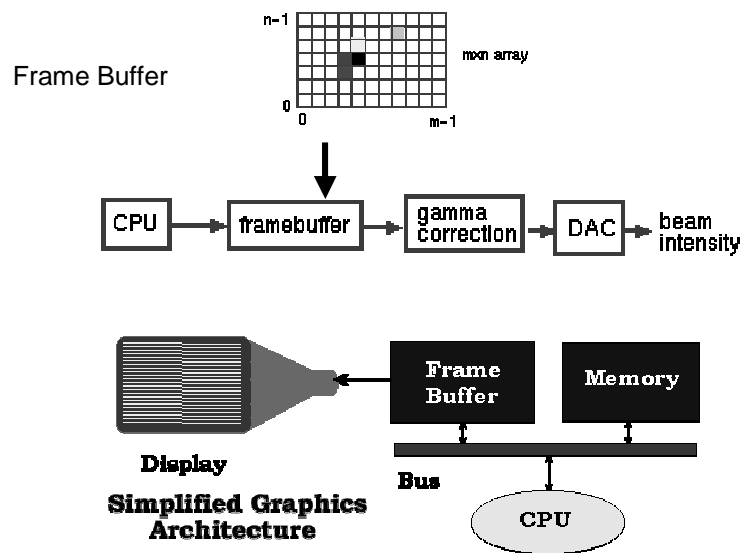 n-1
mxn array
Frame Buffer
0
0
m-1
CPU
framebuffer
gamma
correction
DAC
beam
intensity
Frame
Buffer
Memory
Display
Bus
Simplified Graphics
Architecture
CPU